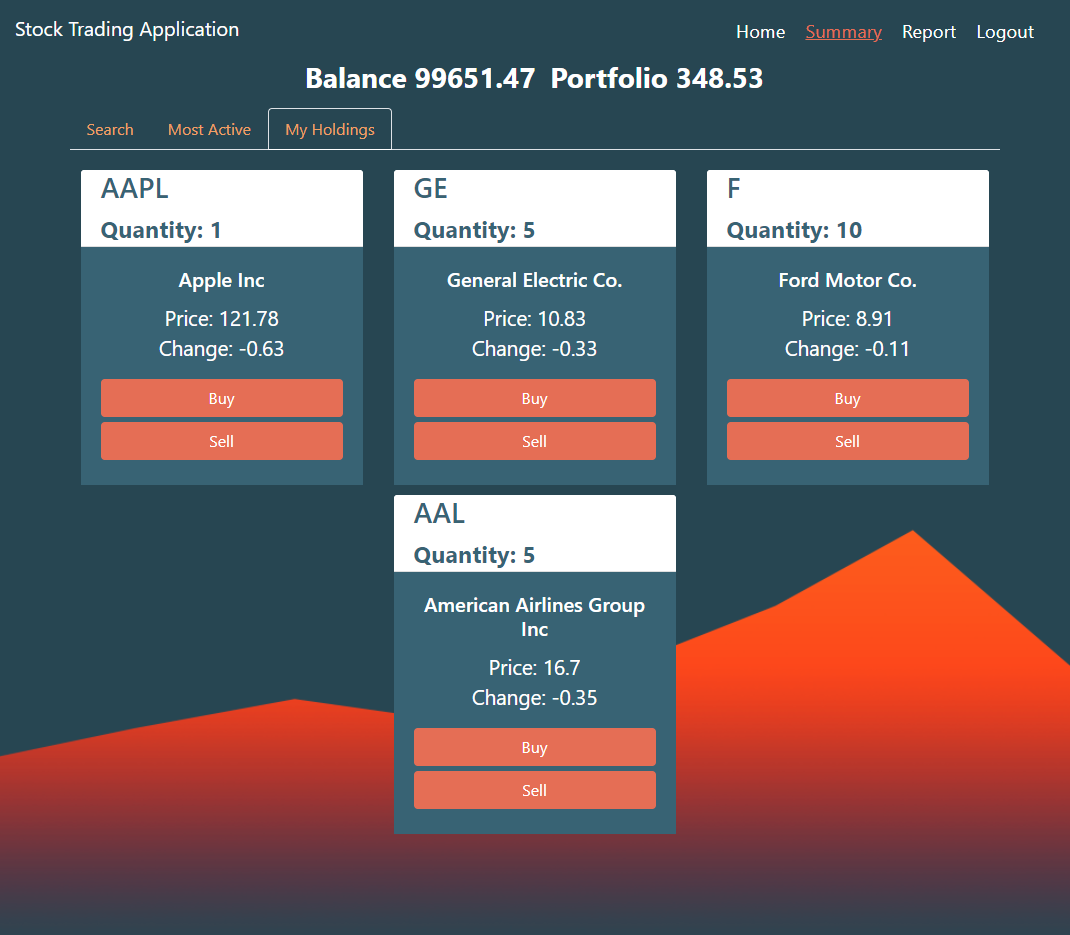 Stock Trading Application
Home Summary Report Logout
Balance 99651.47 Portfolio 348.53
Search Most Active My Holdings
AAPL
Quantity: 1
Apple Inc
Price: 121.78
Change: -0.63
Buy
Sell
GE
Quantity: 5
General Electric Co.
Price: 10.83
Change: -0.33
Buy
Sell
F
Quantity: 10
Ford Motor Co.
Price: 8.91
Change: -0.11
Buy
Sell
AAL
Quantity: 5
American Airlines Group
Inc
Price: 16.7
Change: -0.35
Buy
Sell